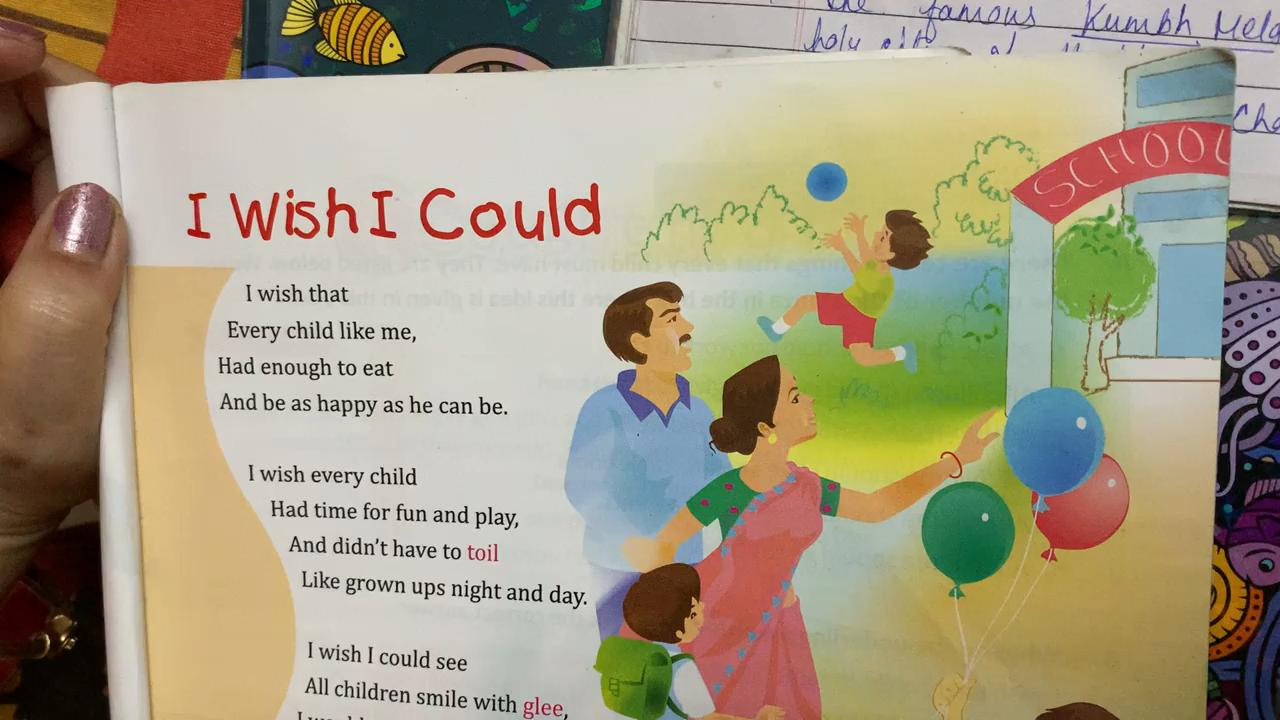 the famous Kumbh Mela
holy
I Wish I Could
SCHOOL
I wish that
Every child like me,
Had enough to eat
And be as happy as he can be.
I wish every child
Had time for fun and play,
And didn't have to toil
Like grown ups night and day.
I wish I could see
All children smile with glee,